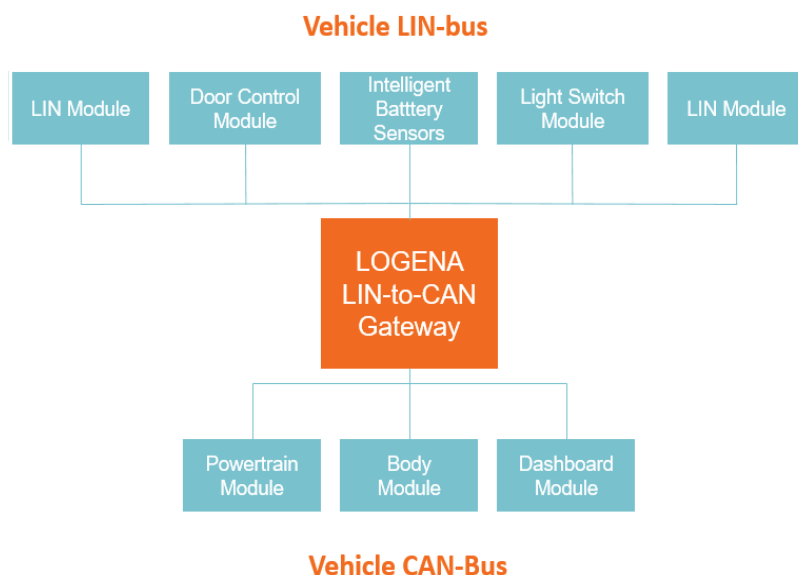 Vehicle LIN-bus
LIN Module
Door Control
Module
Intelligent
Batttery
Sensors
Light Switch
Module
LIN Module
LOGENA
LIN-to-CAN
Gateway
Powertrain
Module
Body
Module
Dashboard
Module
Vehicle CAN-Bus